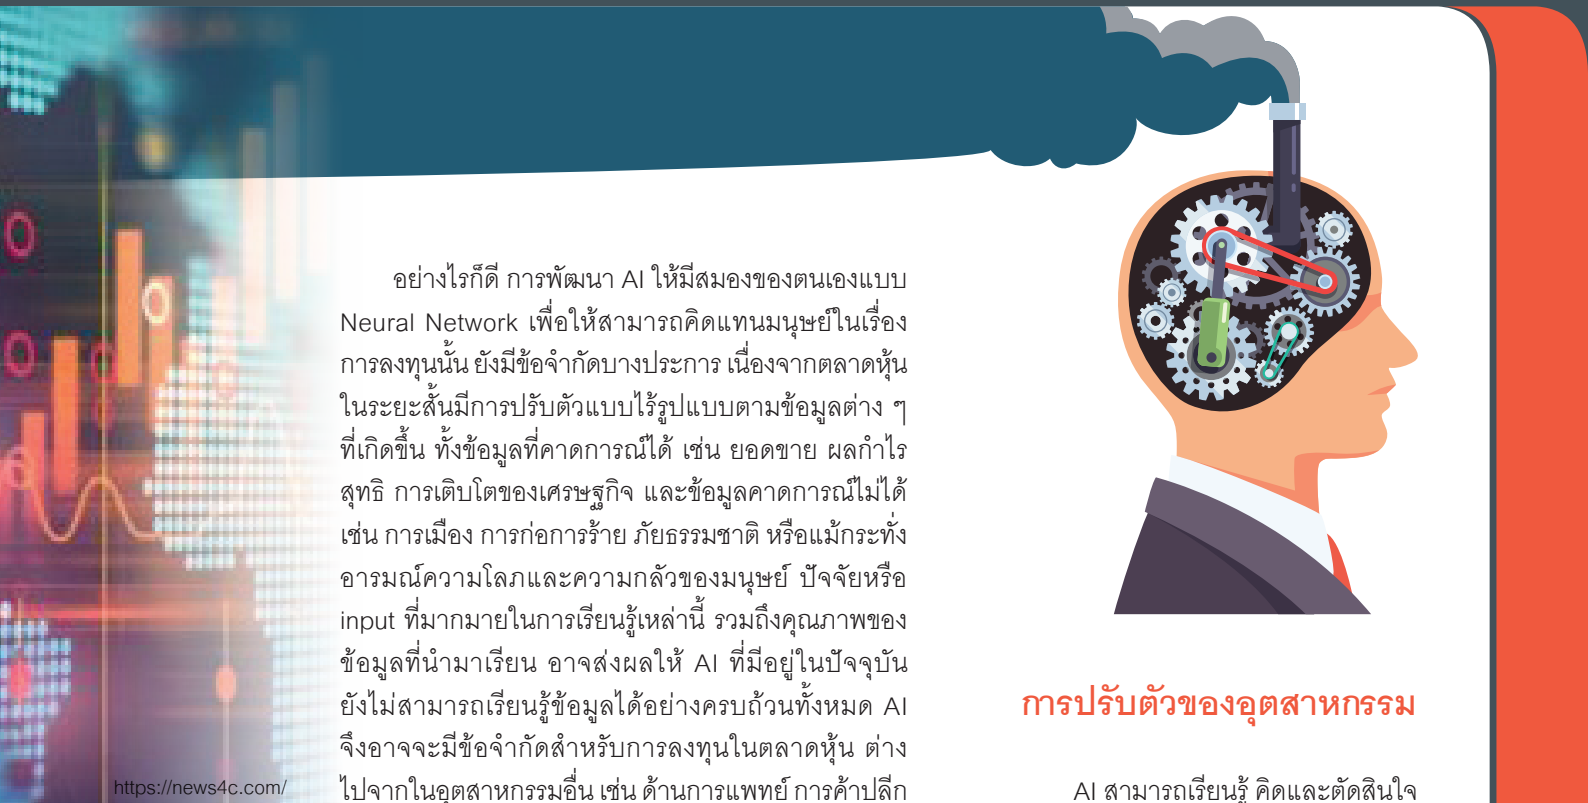 อย่างไรก็ดี การพัฒนา AI ให้มีสมองของตนเองแบบ
Neural Network เพื่อให้สามารถคิดแทนมนุษย์ในเรื่อง
การลงทุนนั้น ยังมีข้อจำกัดบางประการ เนื่องจากตลาดหุ้น
ในระยะสั้นมีการปรับตัวแบบไร้รูปแบบตามข้อมูลต่าง ๆ
ที่เกิดขึ้น ทั้งข้อมูลที่คาดการณ์ได้ เช่น ยอดขาย ผลกำไร
สุทธิ การเติบโตของเศรษฐกิจ และข้อมูลคาดการณ์ไม่ได้
เช่น การเมือง การก่อการร้าย ภัยธรรมชาติ หรือแม้กระทั่ง
อารมณ์ความโลภและความกลัวของมนุษย์ ปัจจัยหรือ
input ที่มากมายในการเรียนรู้เหล่านี้ รวมถึงคุณภาพของ
ข้อมูลที่นำมาเรียน อาจส่งผลให้ AI ที่มีอยู่ในปัจจุบัน
ยังไม่สามารถเรียนรู้ข้อมูลได้อย่างครบถ้วนทั้งหมด AI
จึงอาจจะมีข้อจำกัดสำหรับการลงทุนในตลาดหุ้น ต่าง
ไปจากในอุตสาหกรรมอื่น เช่น ด้านการแพทย์ การค้าปลีก
https://news4c.com/
การปรับตัวของอุตสาหกรรม
AI สามารถเรียนรู้ คิดและตัดสินใจ